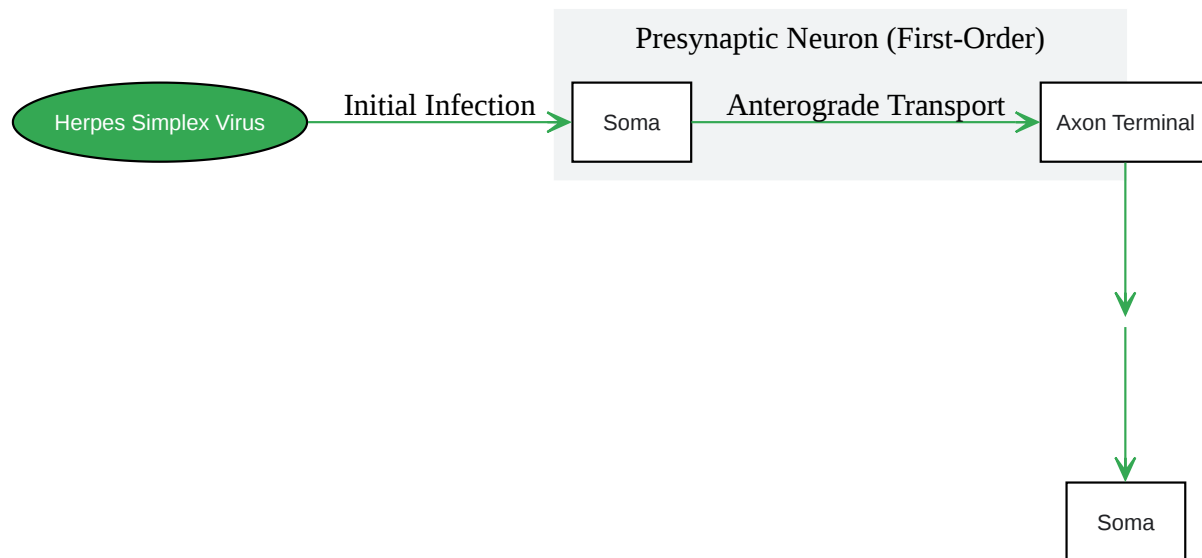 Presynaptic Neuron (First-Order)
Herpes Simplex Virus
Initial Infection
Soma
Anterograde Transport
Axon Terminal
Soma